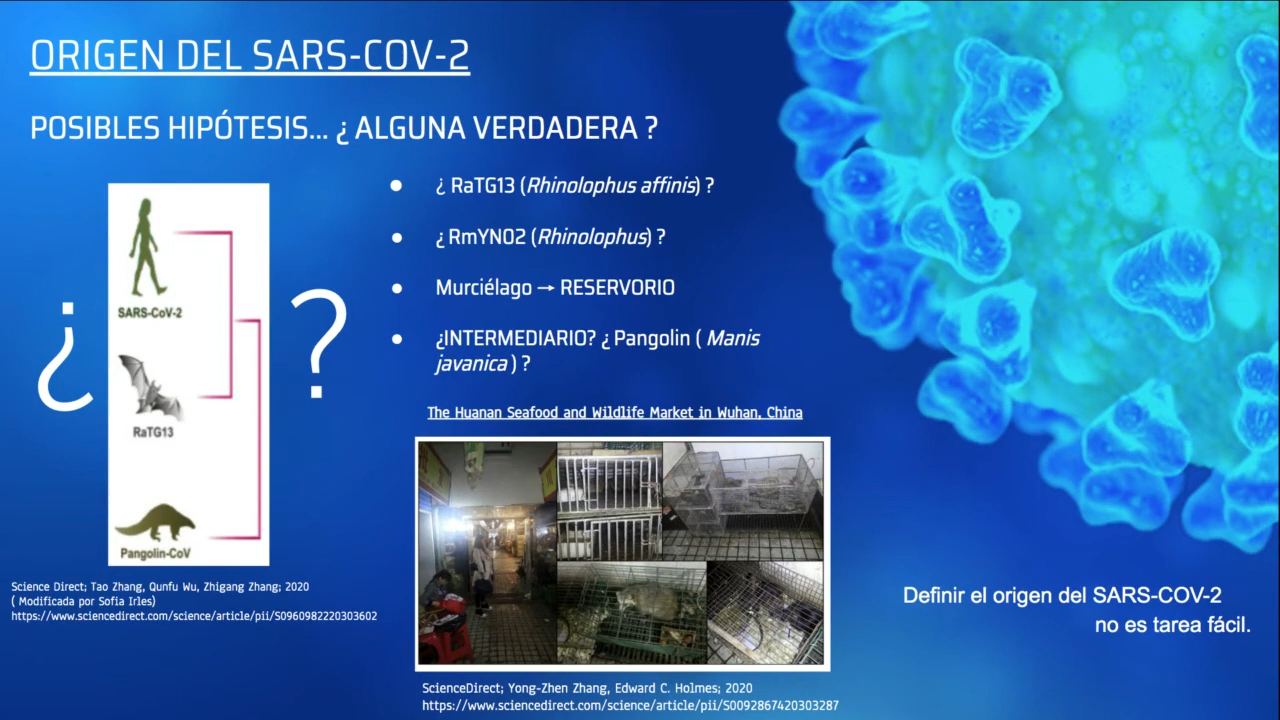 ORIGEN DEL SARS-COV-2
POSIBLES HIPÓTESIS... ¿ ALGUNA VERDADERA ?
¿
SARS-CoV-2
RaTG13
Pangolin-CoV
?
Science Direct; Tao Zhang, Qunfu Wu, Zhigang Zhang; 2020
( Modificada por Sofia Irles)
https://www.sciencedirect.com/science/article/pii/S0960982220303602
● ¿ RaTG13 (Rhinolophus affinis) ?
● ¿ RmYN02 (Rhinolophus) ?
● Murciélago → RESERVORIO
● ¿INTERMEDIARIO? ¿ Pangolin ( Manis
javanica ) ?
The Huanan Seafood and Wildlife Market in Wuhan, China
ScienceDirect; Yong-Zhen Zhang, Edward C. Holmes; 2020
https://www.sciencedirect.com/science/article/pii/S0092867420303287
Definir el origen del SARS-COV-2
no es tarea fácil.